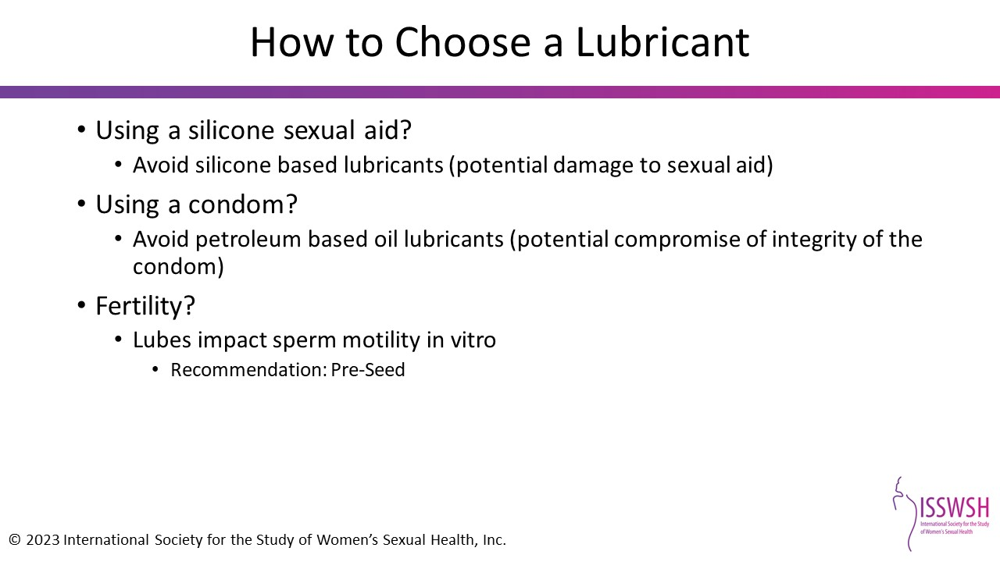 How to Choose a Lubricant
• Using a silicone sexual aid?
• Avoid silicone based lubricants (potential damage to sexual aid)
• Using a condom?
• Avoid petroleum based oil lubricants (potential compromise of integrity of the
condom)
• Fertility?
• Lubes impact sperm motility in vitro
• Recommendation: Pre-Seed
ISSWSH
International Society for the Study
of Women's Sexual Health
© 2023 International Society for the Study of Women’s Sexual Health, Inc.